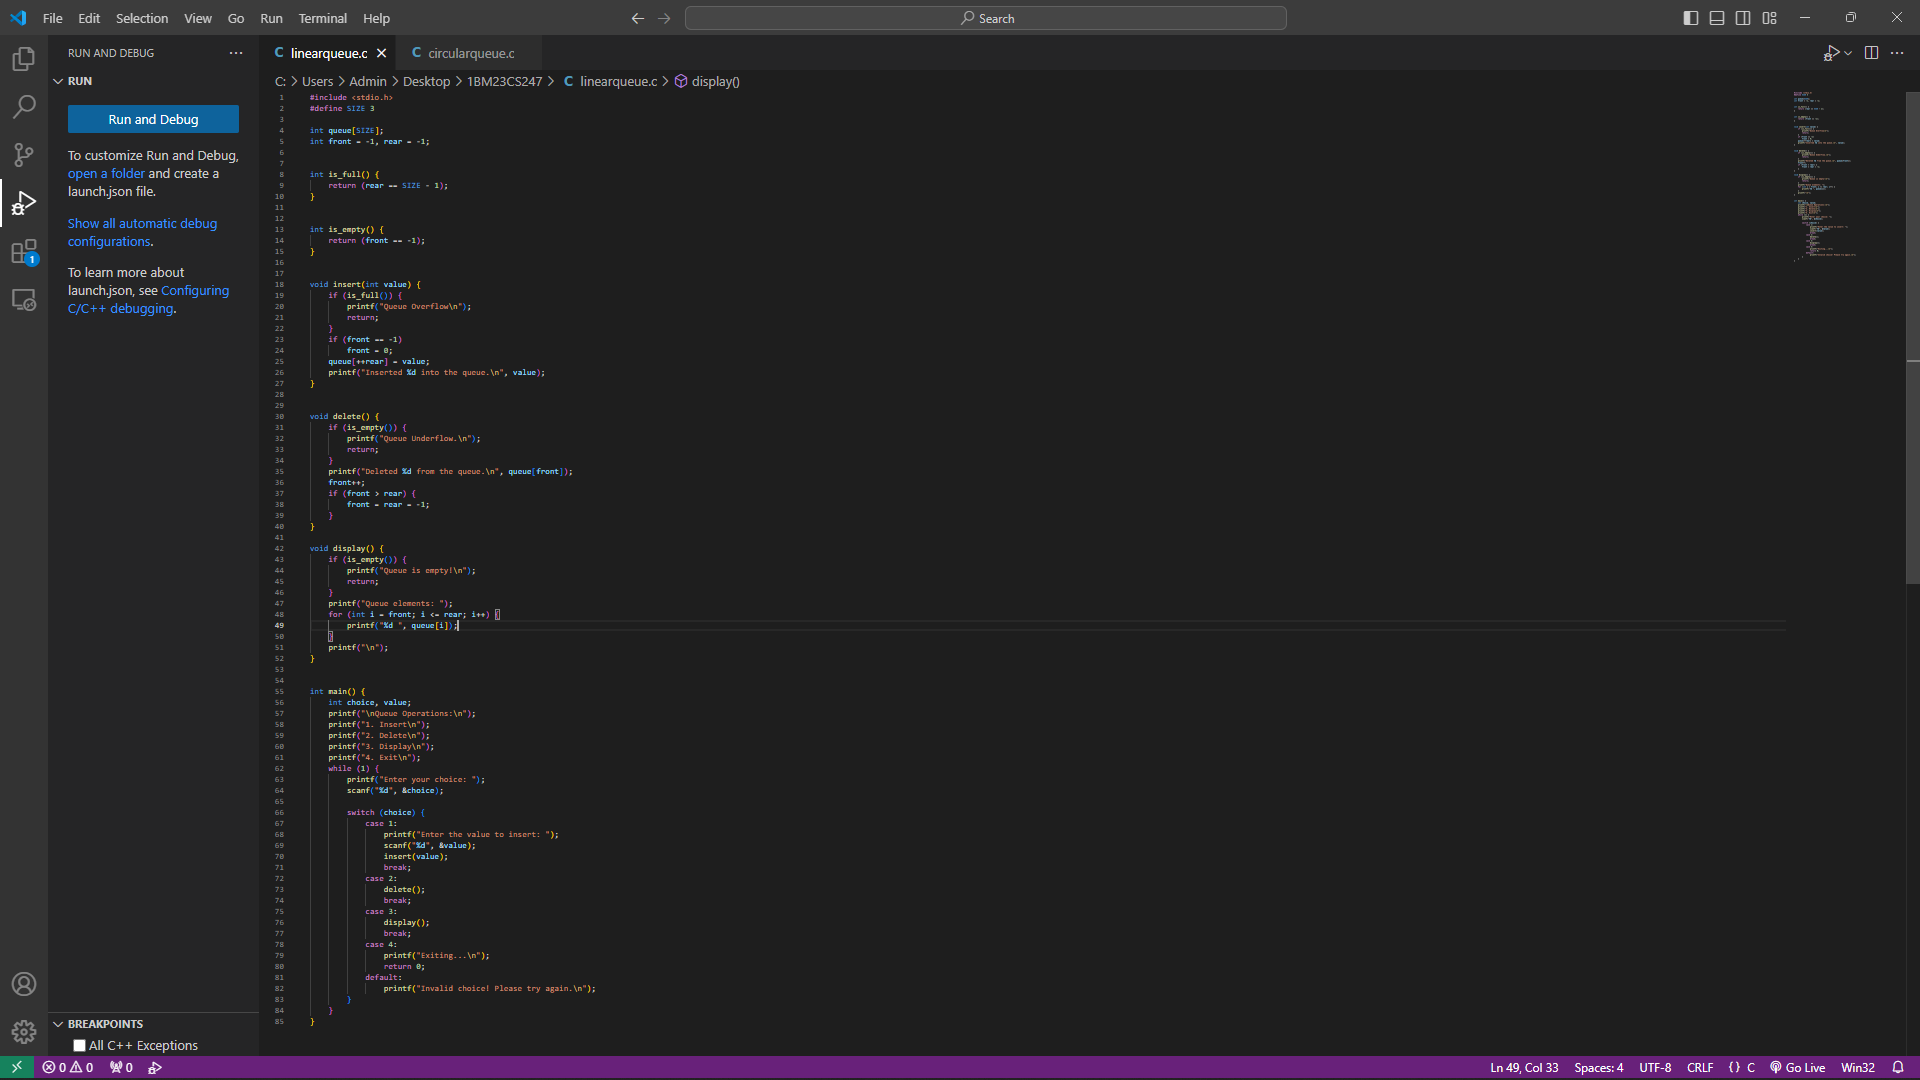 File Edit Selection View Go Run Terminal Help
Search
RUN AND DEBUG
RUN
Run and Debug
To customize Run and Debug,
open a folder and create a
launch.json file.
Show all automatic debug
configurations.
To learn more about
launch.json, see Configuring
C/C++ debugging.
1
BREAKPOINTS
All C++ Exceptions
C linearqueue.c
C circularqueue.c
C: > Users > Admin > Desktop > 1BM23CS247 > C linearqueue.c > display()
1 #include <stdio.h>
2 #define SIZE 3
3
4 int queue[SIZE];
5 int front = -1, rear = -1;
6
7
8 int is_full() {
9 return (rear == SIZE - 1);
10 }
11
12
13 int is_empty() {
14 return (front == -1);
15 }
16
17
18 void insert(int value) {
19 if (is_full()) {
20 printf("Queue Overflow\n");
21 return;
22 }
23 if (front == -1)
24 front = 0;
25 queue[++rear] = value;
26 printf("Inserted %d into the queue.\n", value);
27 }
28
29
30 void delete() {
31 if (is_empty()) {
32 printf("Queue Underflow.\n");
33 return;
34 }
35 printf("Deleted %d from the queue.\n", queue[front]);
36 front++;
37 if (front > rear) {
38 front = rear = -1;
39 }
40 }
41
42 void display() {
43 if (is_empty()) {
44 printf("Queue is empty!\n");
45 return;
46 }
47 printf("Queue elements: ");
48 for (int i = front; i <= rear; i++) {
49 printf("%d ", queue[i]);
50 }
51 printf("\n");
52 }
53
54
55 int main() {
56 int choice, value;
57 printf("\nQueue Operations:\n");
58 printf("1. Insert\n");
59 printf("2. Delete\n");
60 printf("3. Display\n");
61 printf("4. Exit\n");
62 while (1) {
63 printf("Enter your choice: ");
64 scanf("%d", &choice);
65
66 switch (choice) {
67 case 1:
68 printf("Enter the value to insert: ");
69 scanf("%d", &value);
70 insert(value);
71 break;
72 case 2:
73 delete();
74 break;
75 case 3:
76 display();
77 break;
78 case 4:
79 printf("Exiting...\n");
80 return 0;
81 default:
82 printf("Invalid choice! Please try again.\n");
83 }
84 }
85 }
0 0 0
Ln 49, Col 33 Spaces: 4 UTF-8 CRLF {} C Go Live Win32